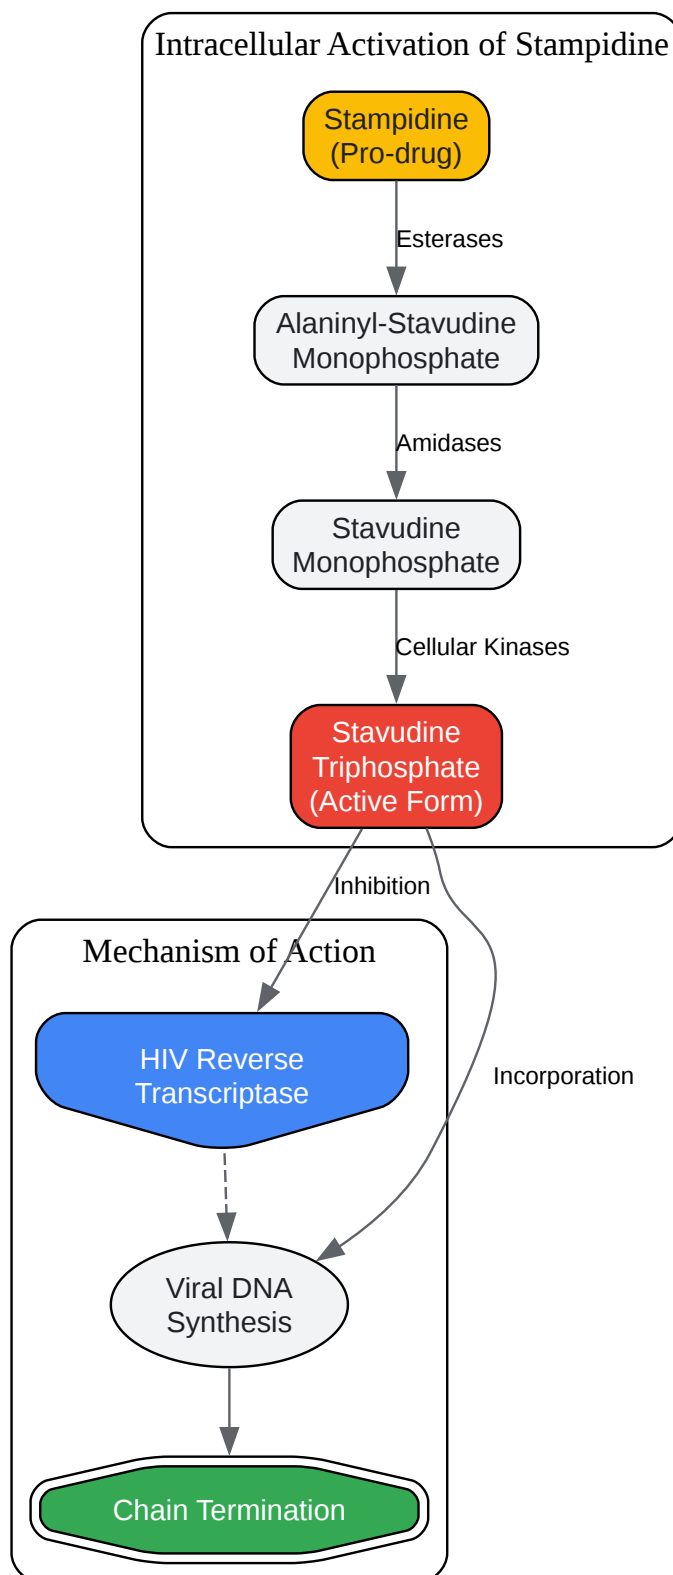 Intracellular Activation of Stampidine
Stampidine
(Pro-drug)
Esterases
Alaninyl-Stavudine
Monophosphate
Amidases
Stavudine
Monophosphate
Cellular Kinases
Stavudine
Triphosphate
(Active Form)
Inhibition
Mechanism of Action
HIV Reverse
Transcriptase
Incorporation
Viral DNA
Synthesis
Chain Termination